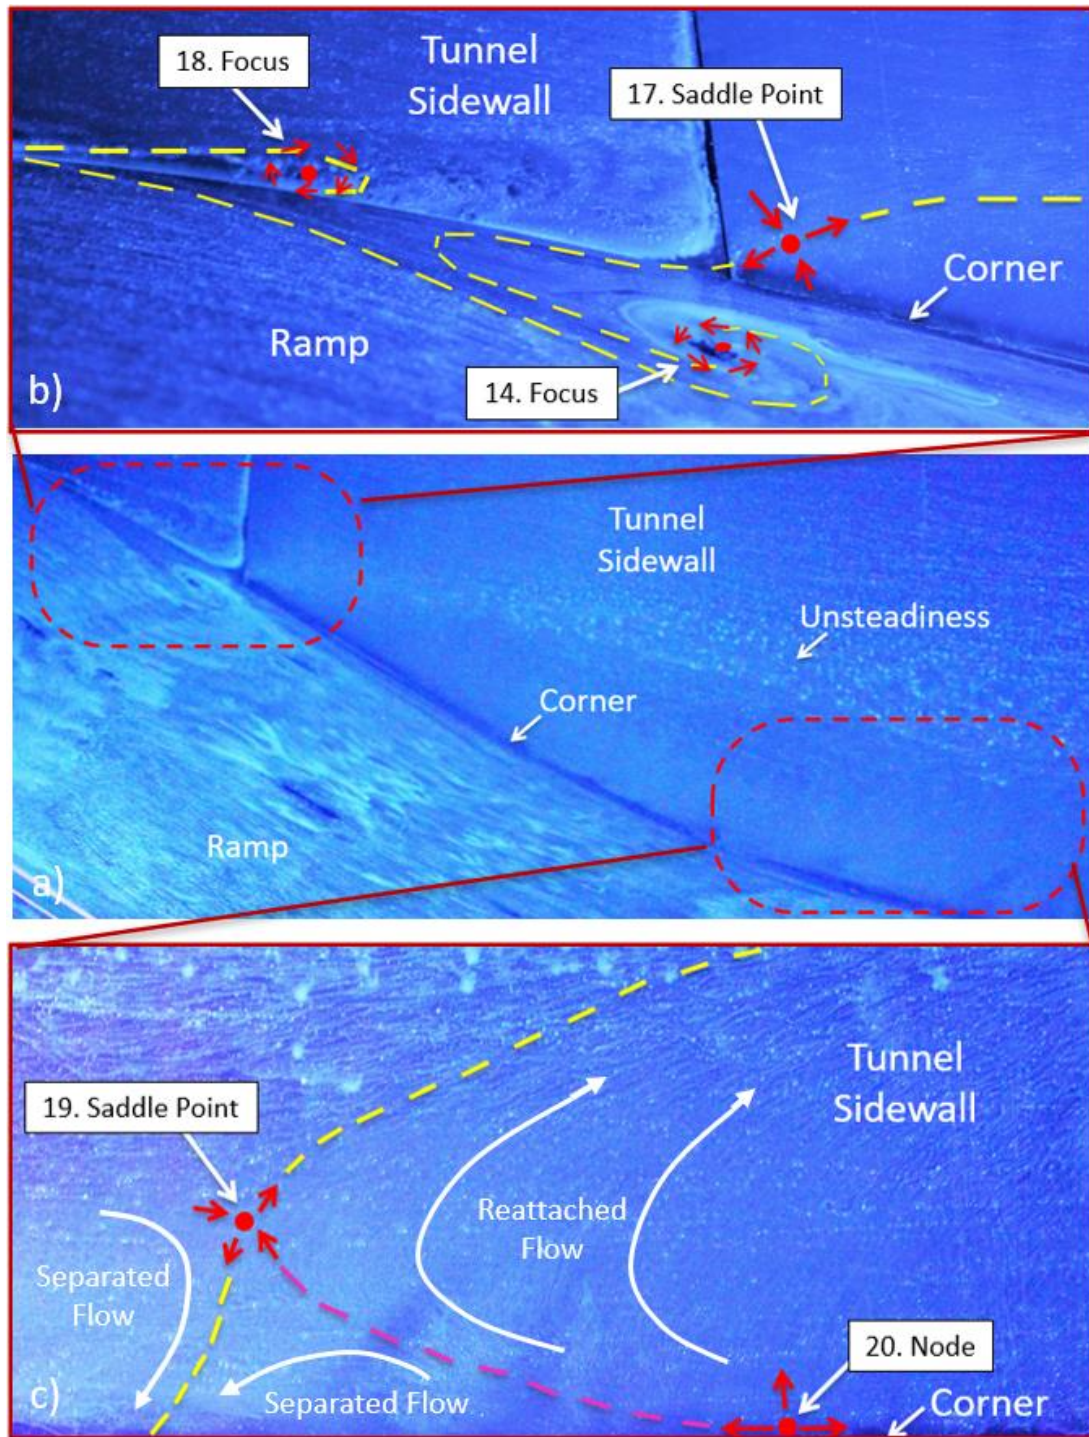 18. Focus
Tunnel
Sidewall
17. Saddle Point
Corner
Ramp
14. Focus
b)
Tunnel
Sidewall
Unsteadiness
Corner
Ramp
a)
19. Saddle Point
Tunnel
Sidewall
Reattached
Flow
Separated
Flow
20. Node
Separated Flow
Corner
c)